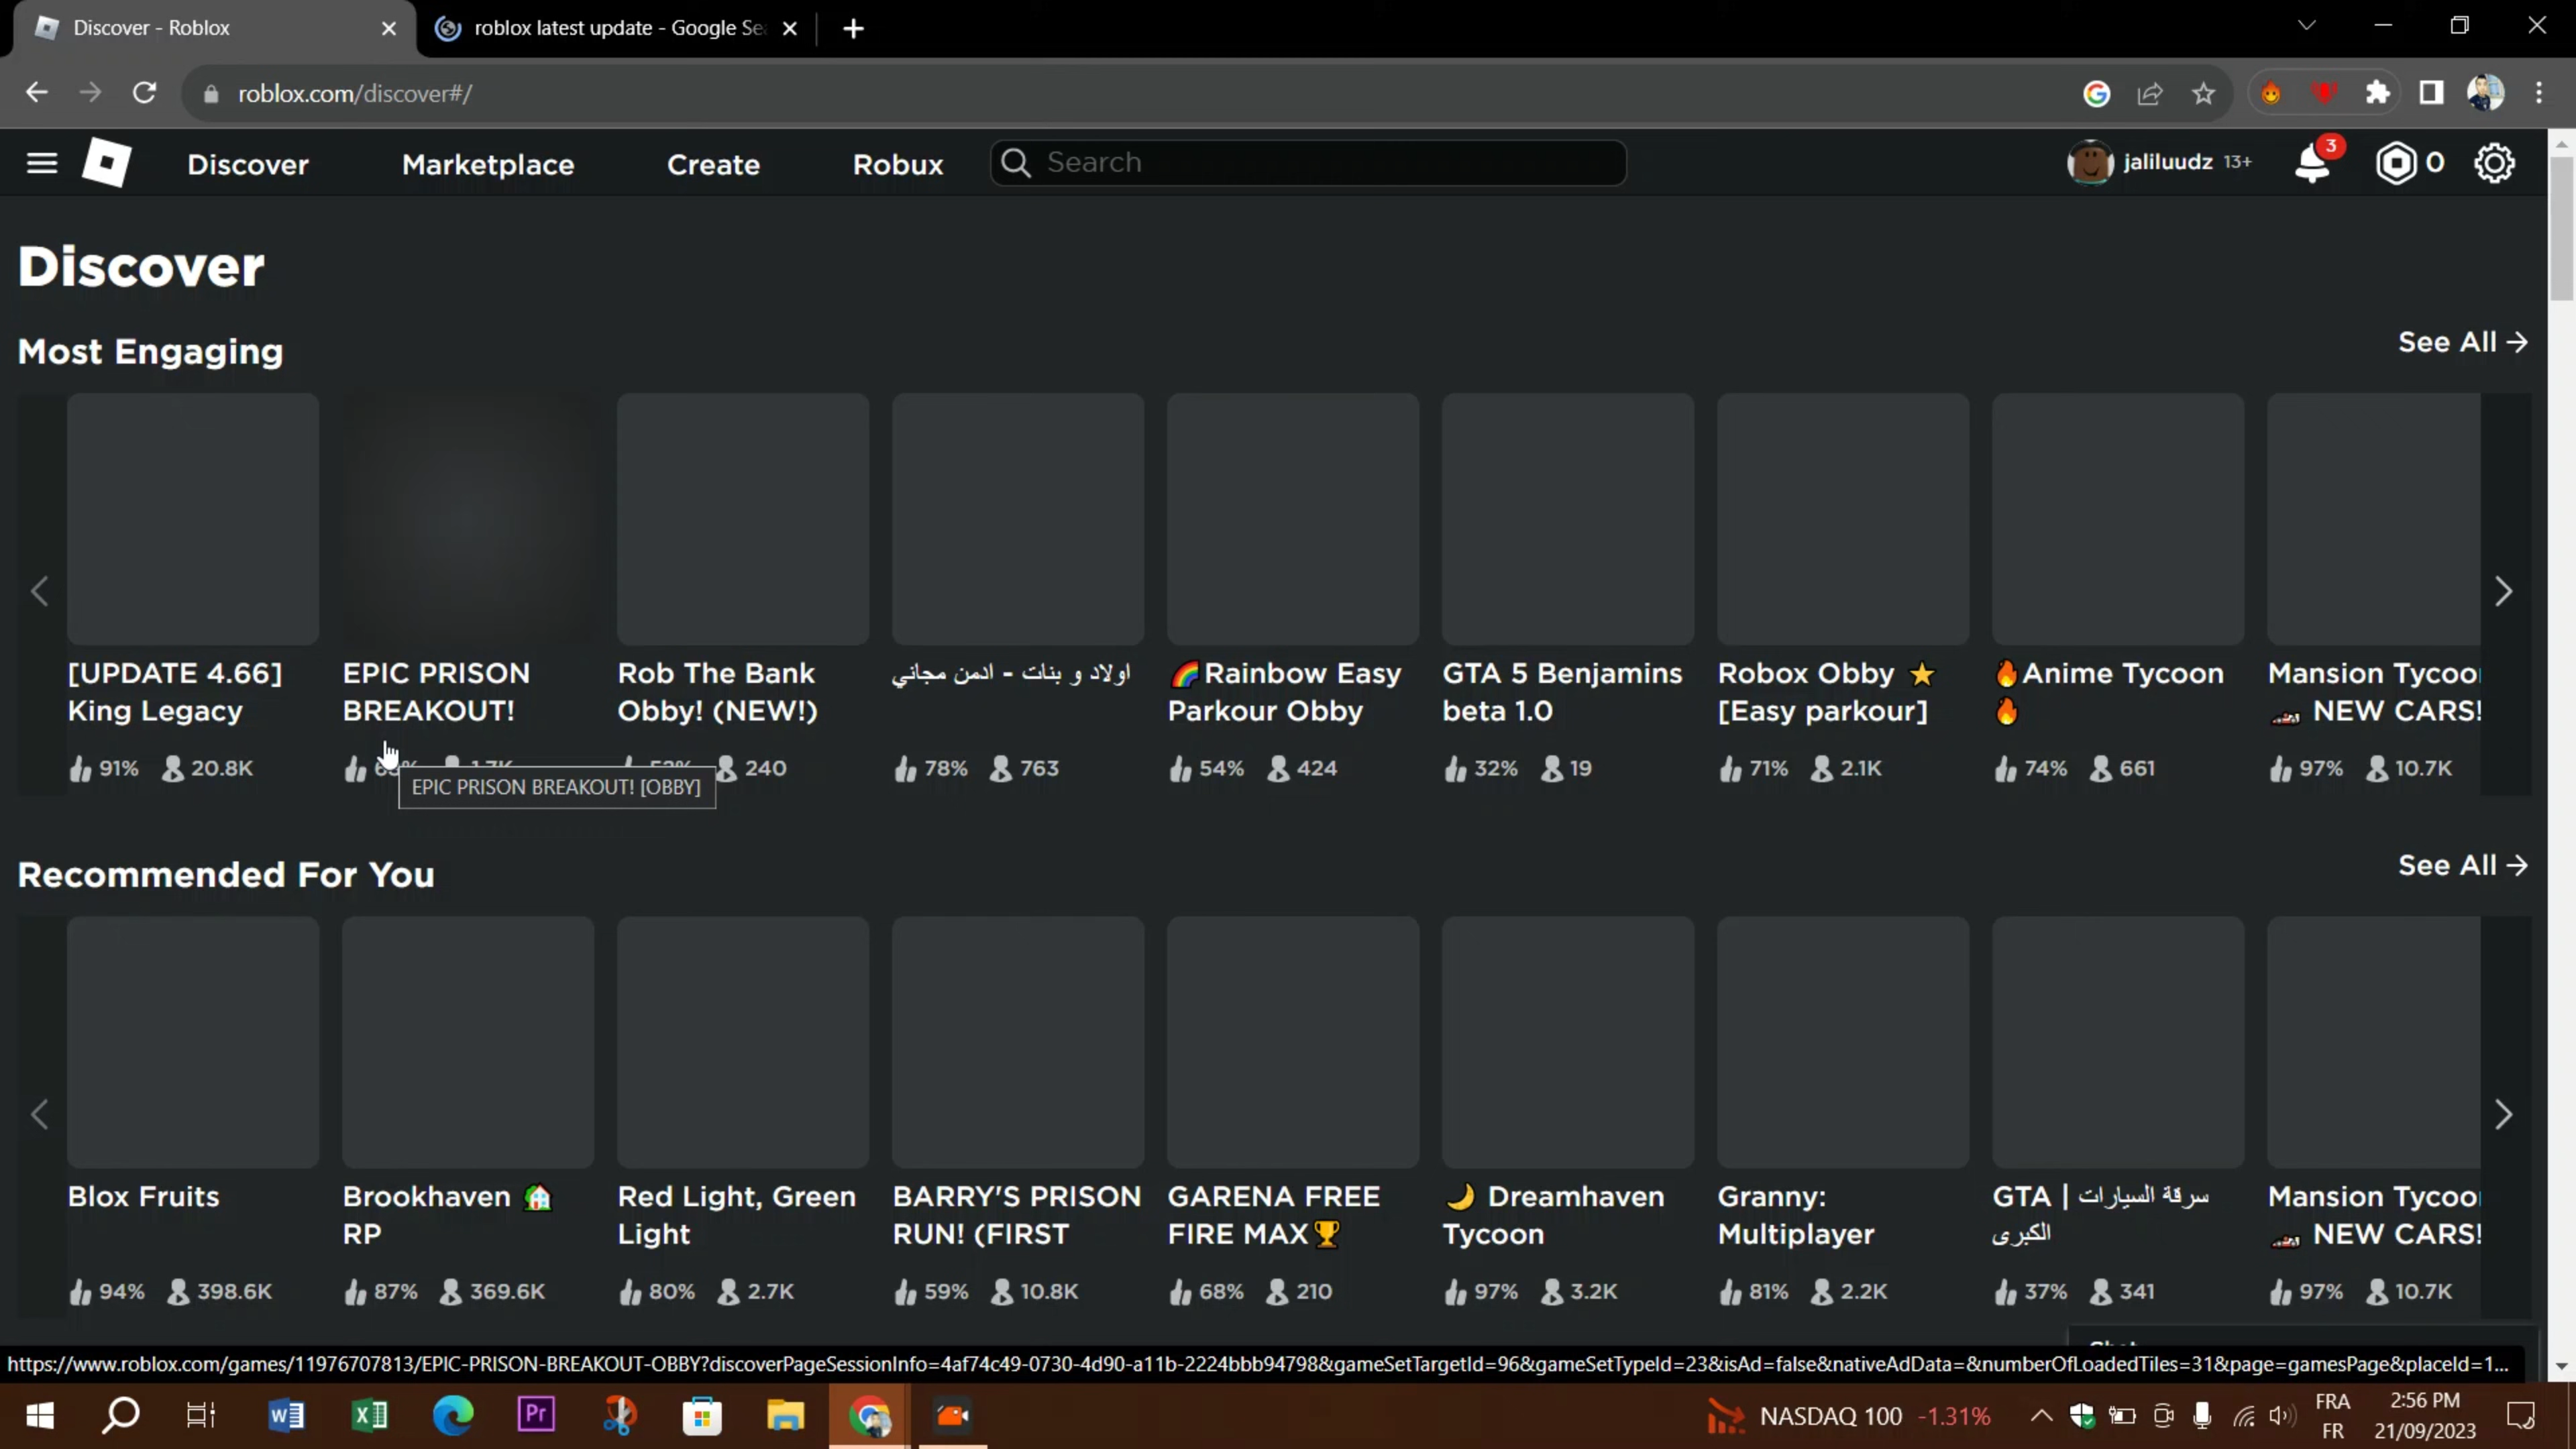 Discover - Roblox
roblox latest update - Google Se
roblox.com/discover#/
Discover Marketplace Create Robux Search jaliluudz 13+ 3 0
Discover
Most Engaging See All →
[UPDATE 4.66] King Legacy
91% 20.8K
EPIC PRISON BREAKOUT!
EPIC PRISON BREAKOUT! [OBBY]
Rob The Bank Obby! (NEW!)
240
اولاد و بنات - ادمن مجاني
78% 763
🌈Rainbow Easy Parkour Obby
54% 424
GTA 5 Benjamins beta 1.0
32% 19
Robox Obby ⭐ [Easy parkour]
71% 2.1K
🔥Anime Tycoon 🔥
74% 661
Mansion Tycoo
🏎️ NEW CARS!
97% 10.7K
Recommended For You See All →
Blox Fruits
94% 398.6K
Brookhaven 🏡 RP
87% 369.6K
Red Light, Green Light
80% 2.7K
BARRY'S PRISON RUN! (FIRST
59% 10.8K
GARENA FREE FIRE MAX🏆
68% 210
🌙 Dreamhaven Tycoon
97% 3.2K
Granny: Multiplayer
81% 2.2K
GTA | سرقة السيارات الكبرى
37% 341
Mansion Tycoo
🏎️ NEW CARS!
97% 10.7K
https://www.roblox.com/games/11976707813/EPIC-PRISON-BREAKOUT-OBBY?discoverPageSessionInfo=4af74c49-0730-4d90-a11b-2224bbb94798&gameSetTargetId=96&gameSetTypeId=23&isAd=false&nativeAdData=&numberOfLoadedTiles=31&page=gamesPage&placeId=1...
NASDAQ 100 -1.31%
FRA
FR
2:56 PM
21/09/2023